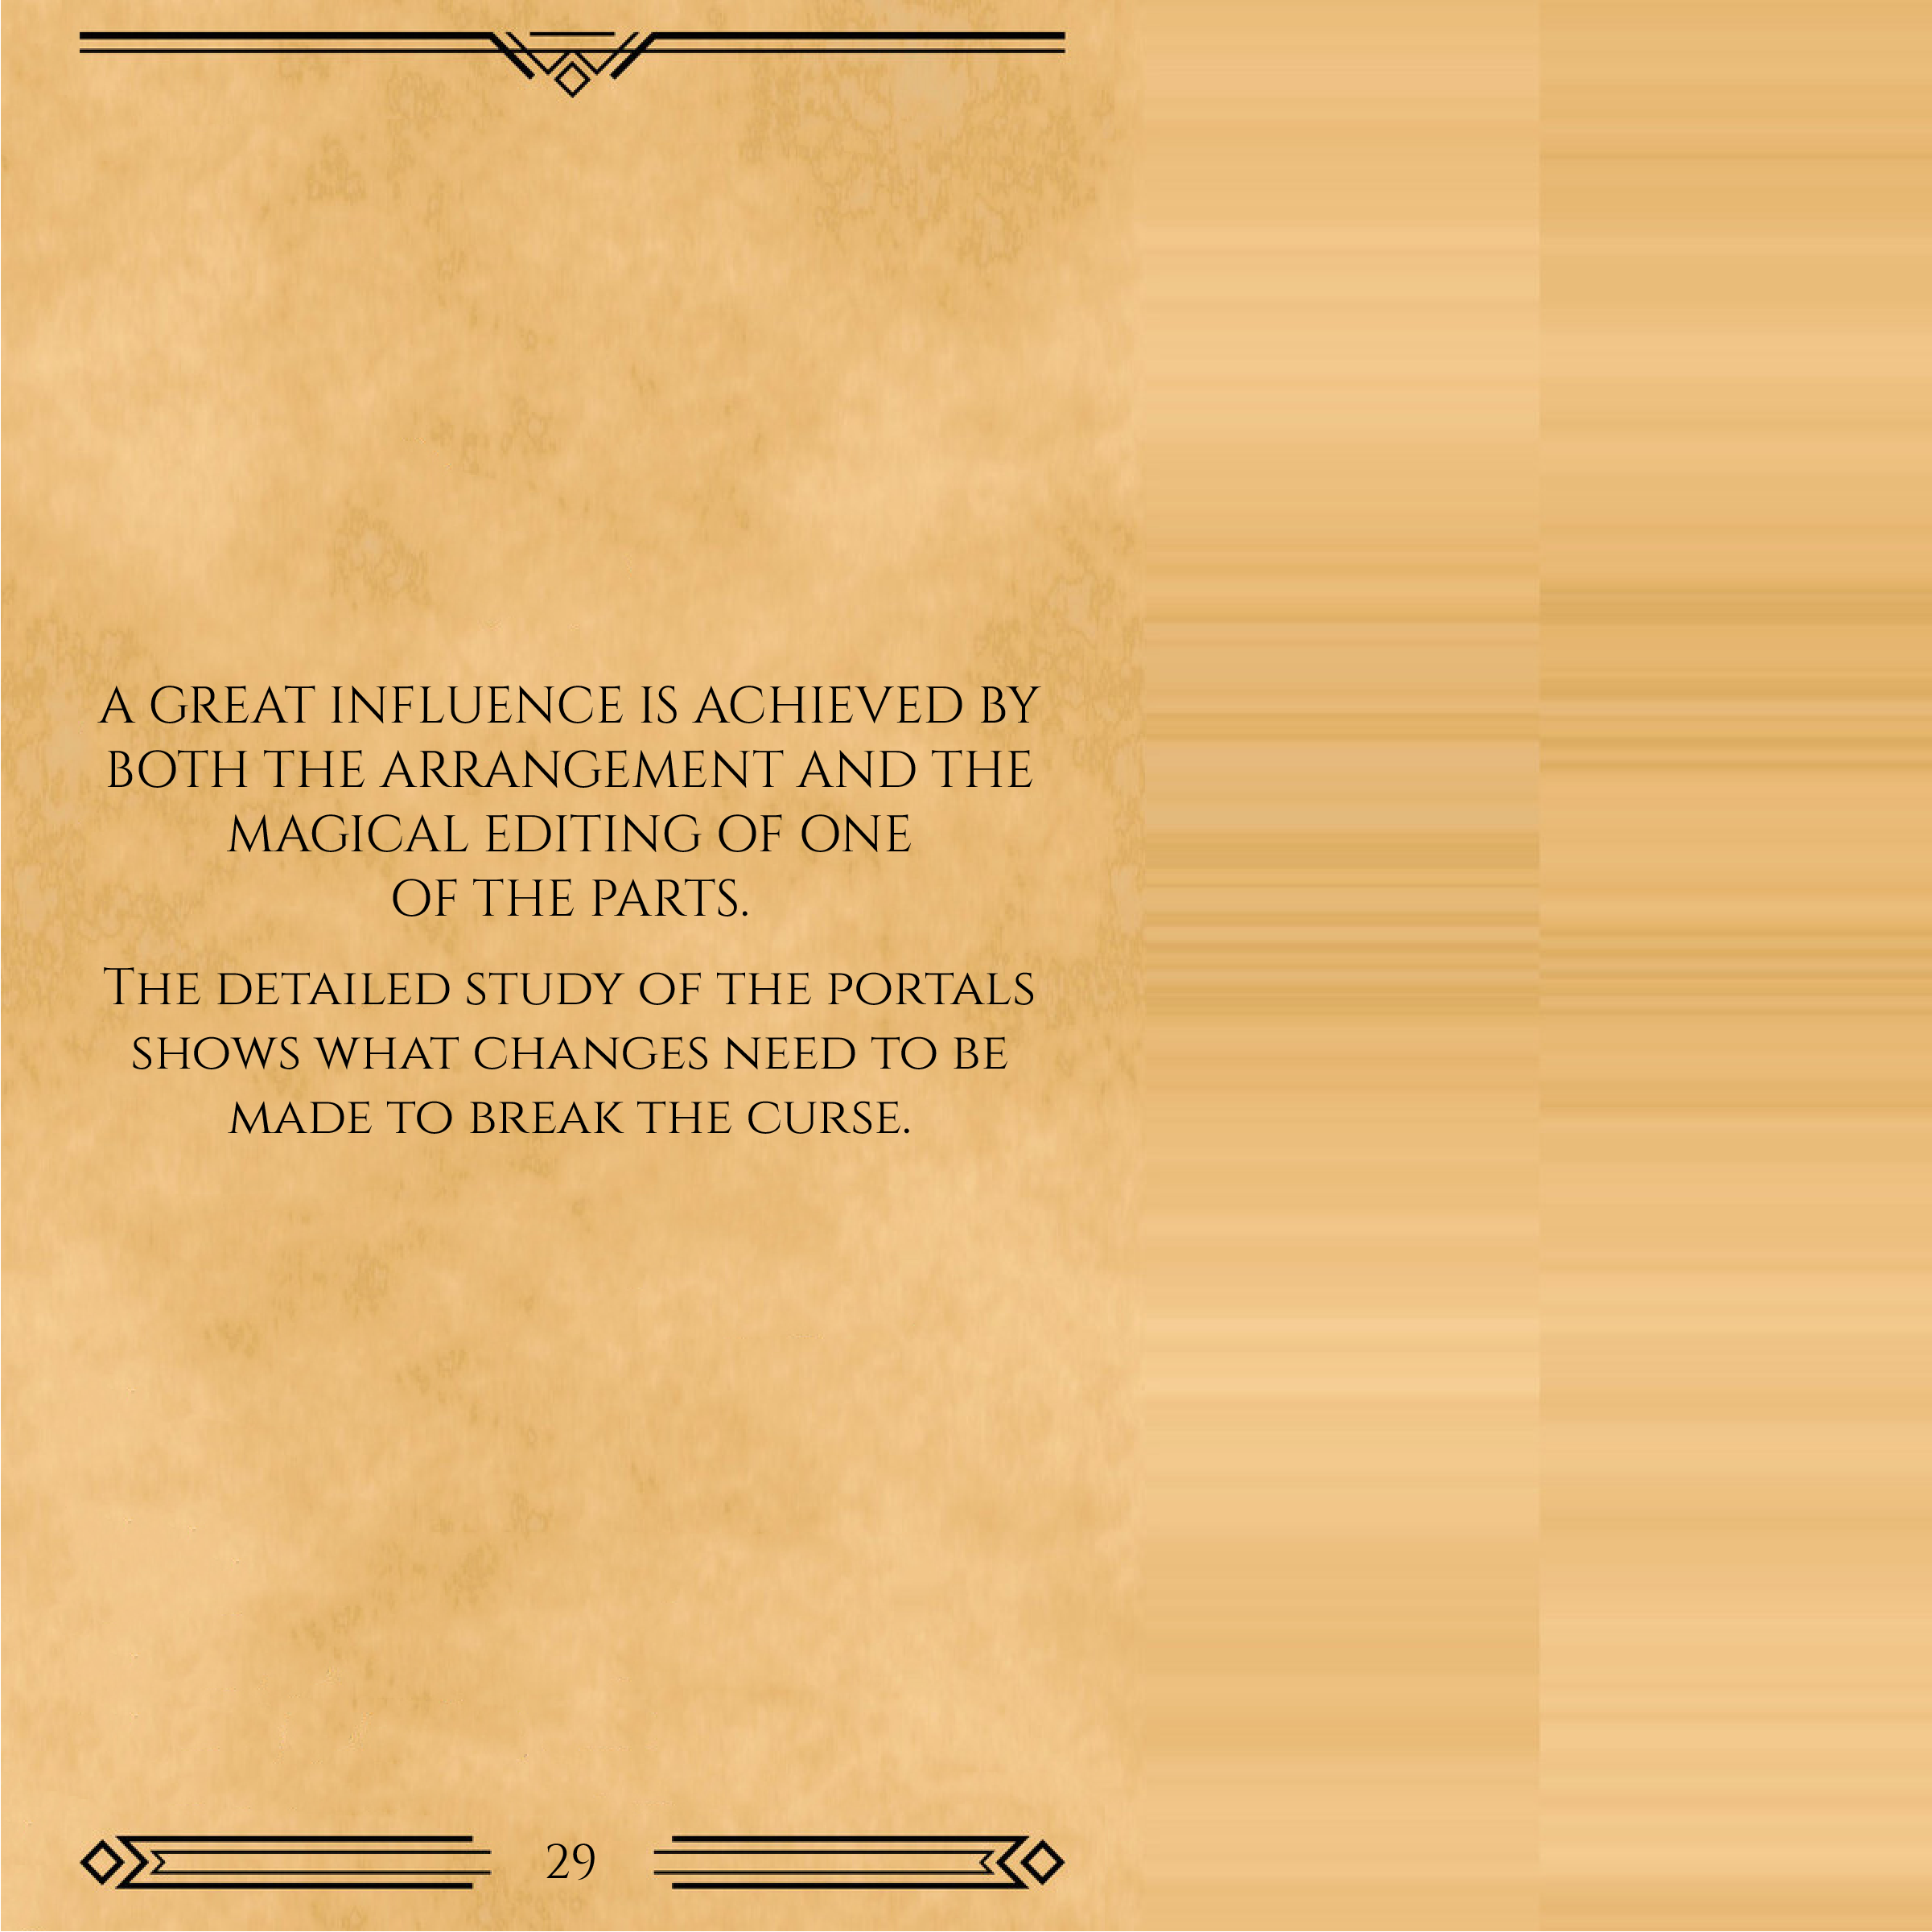 A GREAT INFLUENCE IS ACHIEVED BY
BOTH THE ARRANGEMENT AND THE
MAGICAL EDITING OF ONE
OF THE PARTS.
The detailed study of the portals
shows what changes need to be
made to break the curse.
29